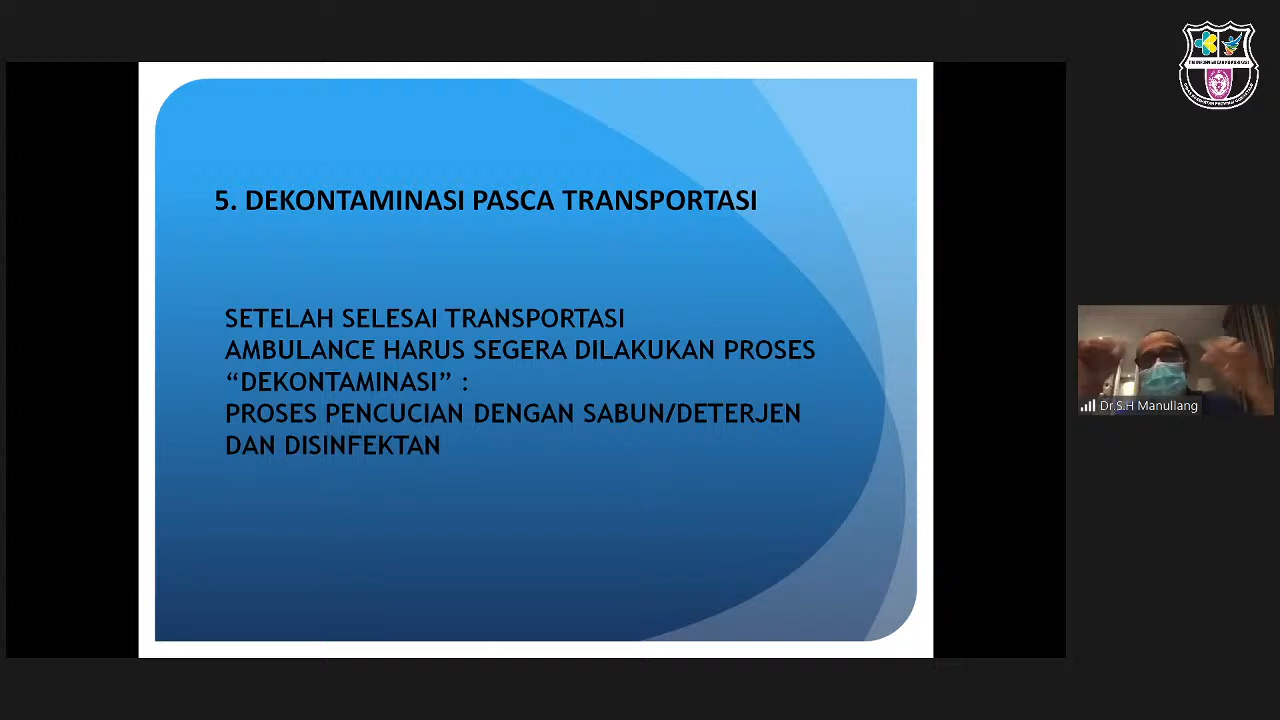 5. DEKONTAMINASI PASCA TRANSPORTASI
SETELAH SELESAI TRANSPORTASI
AMBULANCE HARUS SEGERA DILAKUKAN PROSES
“DEKONTAMINASI” :
PROSES PENCUCIAN DENGAN SABUN/DETERJEN
DAN DISINFEKTAN
Dr.S.H Manullang